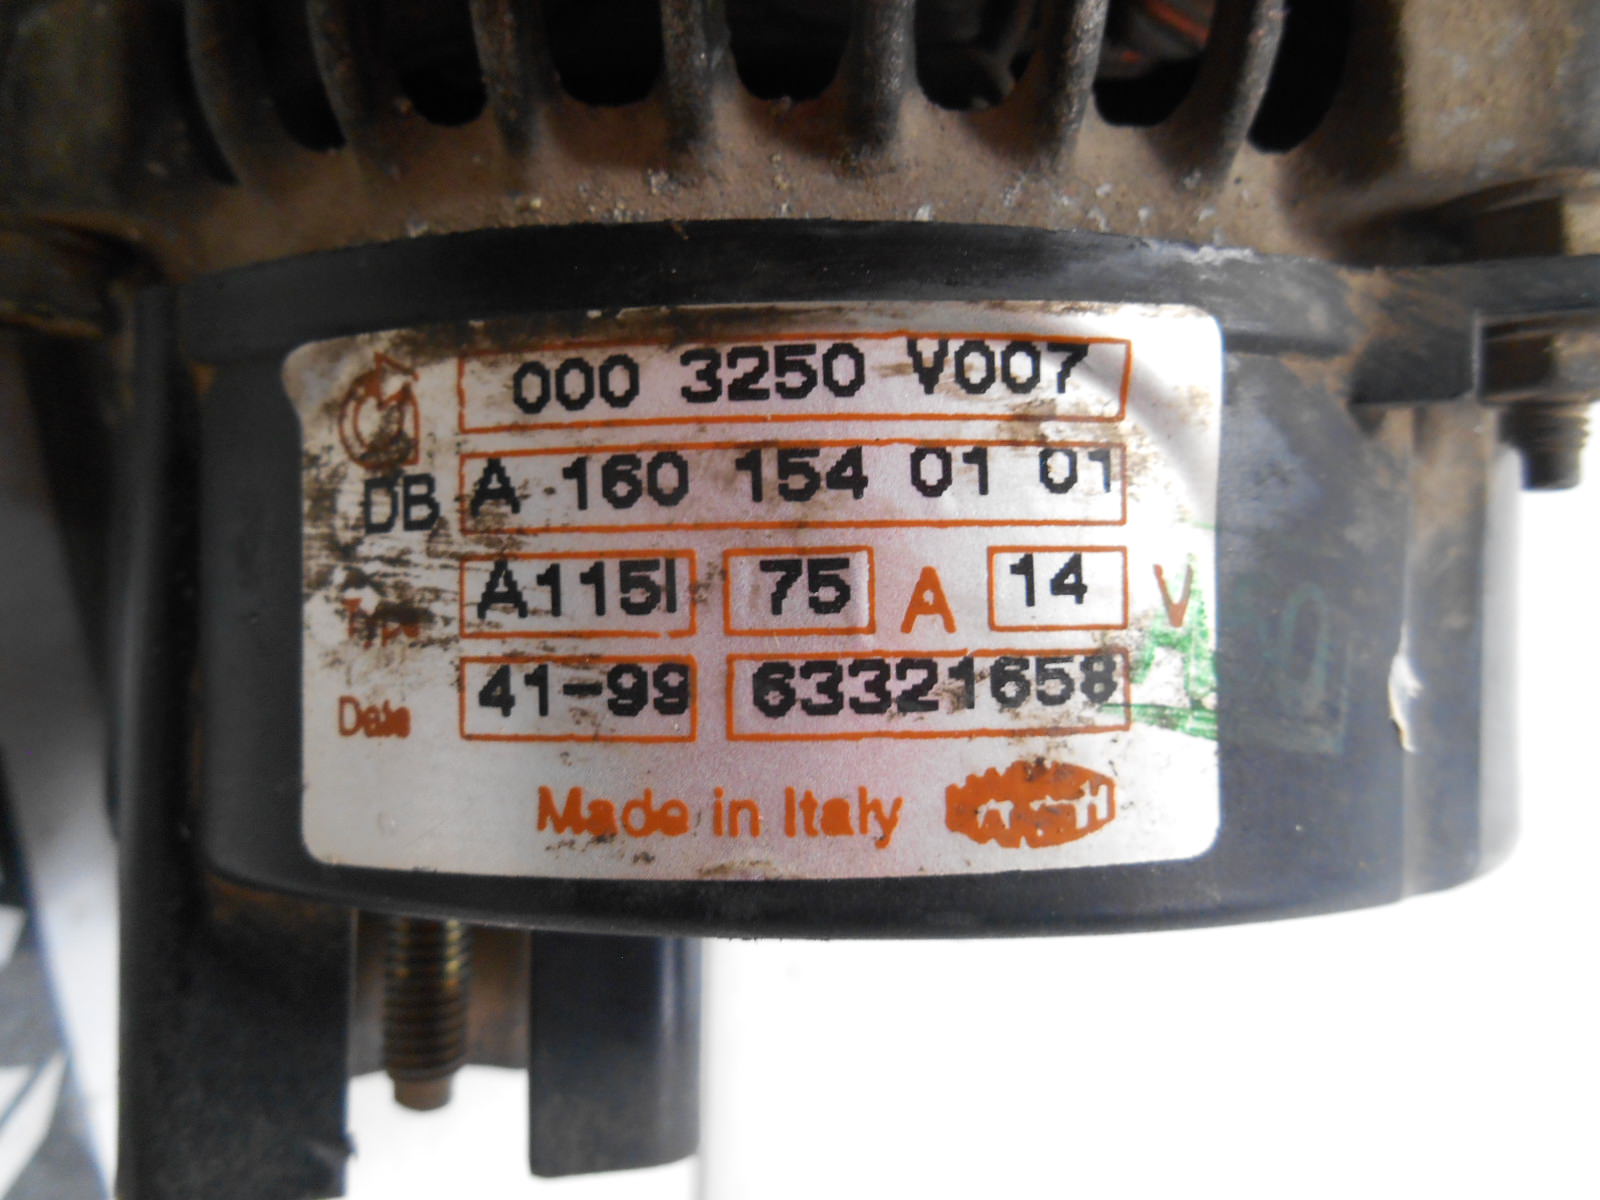 000 3250 V007
DB A 160 154 01 01
Type A115I 75 A 14 V
Date 41-99 63321658
Made in Italy